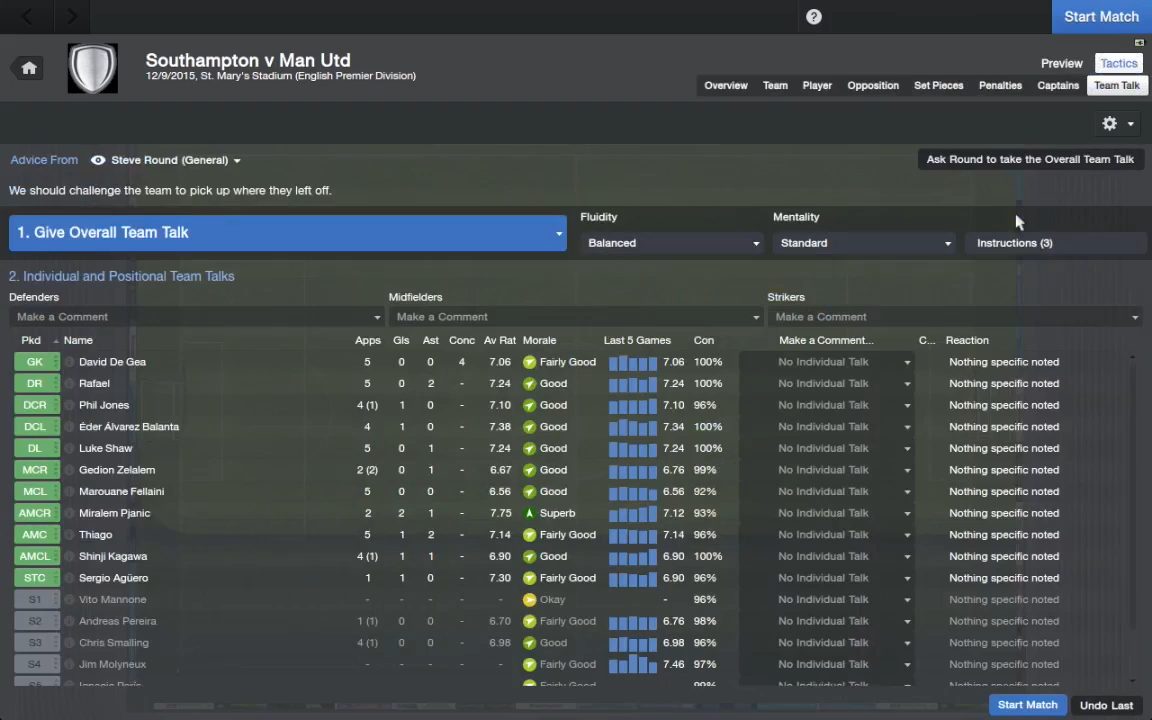 ?
Start Match
Southampton v Man Utd
12/9/2015, St. Mary's Stadium (English Premier Division)
Preview Tactics
Overview Team Player Opposition Set Pieces Penalties Captains Team Talk
Advice From Steve Round (General)
Ask Round to take the Overall Team Talk
We should challenge the team to pick up where they left off.
Fluidity Mentality
1. Give Overall Team Talk
Balanced Standard Instructions (3)
2. Individual and Positional Team Talks
Defenders Midfielders Strikers
Make a Comment Make a Comment Make a Comment
Pkd Name Apps Gls Ast Conc Av Rat Morale Last 5 Games Con Make a Comment... C... Reaction
GK David De Gea 5 0 0 4 7.06 Fairly Good 7.06 100% No Individual Talk Nothing specific noted
DR Rafael 5 0 2 - 7.24 Good 7.24 100% No Individual Talk Nothing specific noted
DCR Phil Jones 4 (1) 1 0 - 7.10 Good 7.10 96% No Individual Talk Nothing specific noted
DCL Éder Álvarez Balanta 4 1 0 - 7.38 Good 7.34 100% No Individual Talk Nothing specific noted
DL Luke Shaw 5 0 1 - 7.24 Good 7.24 100% No Individual Talk Nothing specific noted
MCR Gedion Zelalem 2 (2) 0 1 - 6.67 Good 6.76 99% No Individual Talk Nothing specific noted
MCL Marouane Fellaini 5 0 0 - 6.56 Good 6.56 92% No Individual Talk Nothing specific noted
AMCR Miralem Pjanic 2 2 1 - 7.75 Superb 7.12 93% No Individual Talk Nothing specific noted
AMC Thiago 5 1 2 - 7.14 Fairly Good 7.14 96% No Individual Talk Nothing specific noted
AMCL Shinji Kagawa 4 (1) 1 1 - 6.90 Good 6.90 100% No Individual Talk Nothing specific noted
STC Sergio Agüero 1 1 0 - 7.30 Fairly Good 6.90 96% No Individual Talk Nothing specific noted
S1 Vito Mannone - - - - - Okay - 96% No Individual Talk Nothing specific noted
S2 Andreas Pereira 1 (1) 0 0 - 6.70 Fairly Good 6.76 98% No Individual Talk Nothing specific noted
S3 Chris Smalling 4 (1) 0 0 - 6.98 Good 6.98 96% No Individual Talk Nothing specific noted
S4 Jim Molyneux - - - - - Fairly Good 7.46 97% No Individual Talk Nothing specific noted
Start Match Undo Last